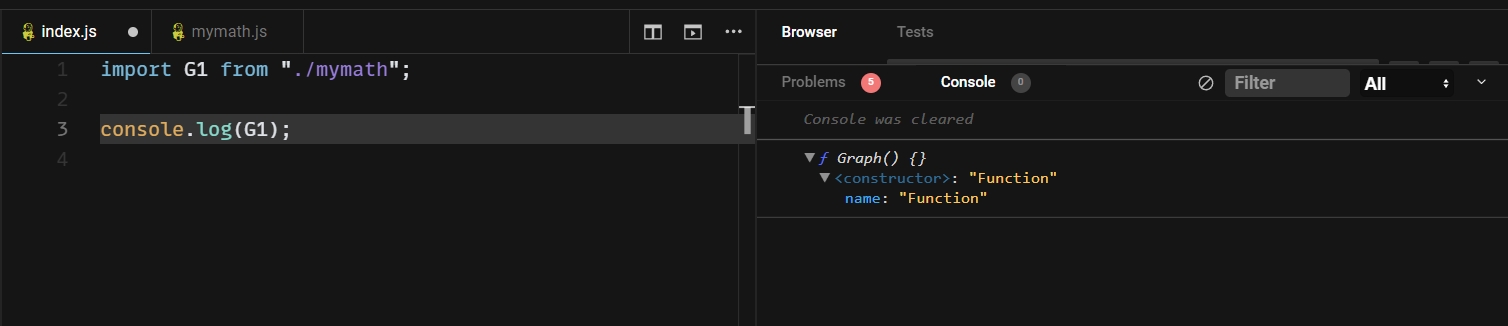 index.js
mymath.js
Browser
Tests
1 import G1 from "./mymath";
2
3 console.log(G1);
4
Problems 5
Console 0
Filter
All
Console was cleared
ƒ Graph() {}
<constructor>: "Function"
name: "Function"